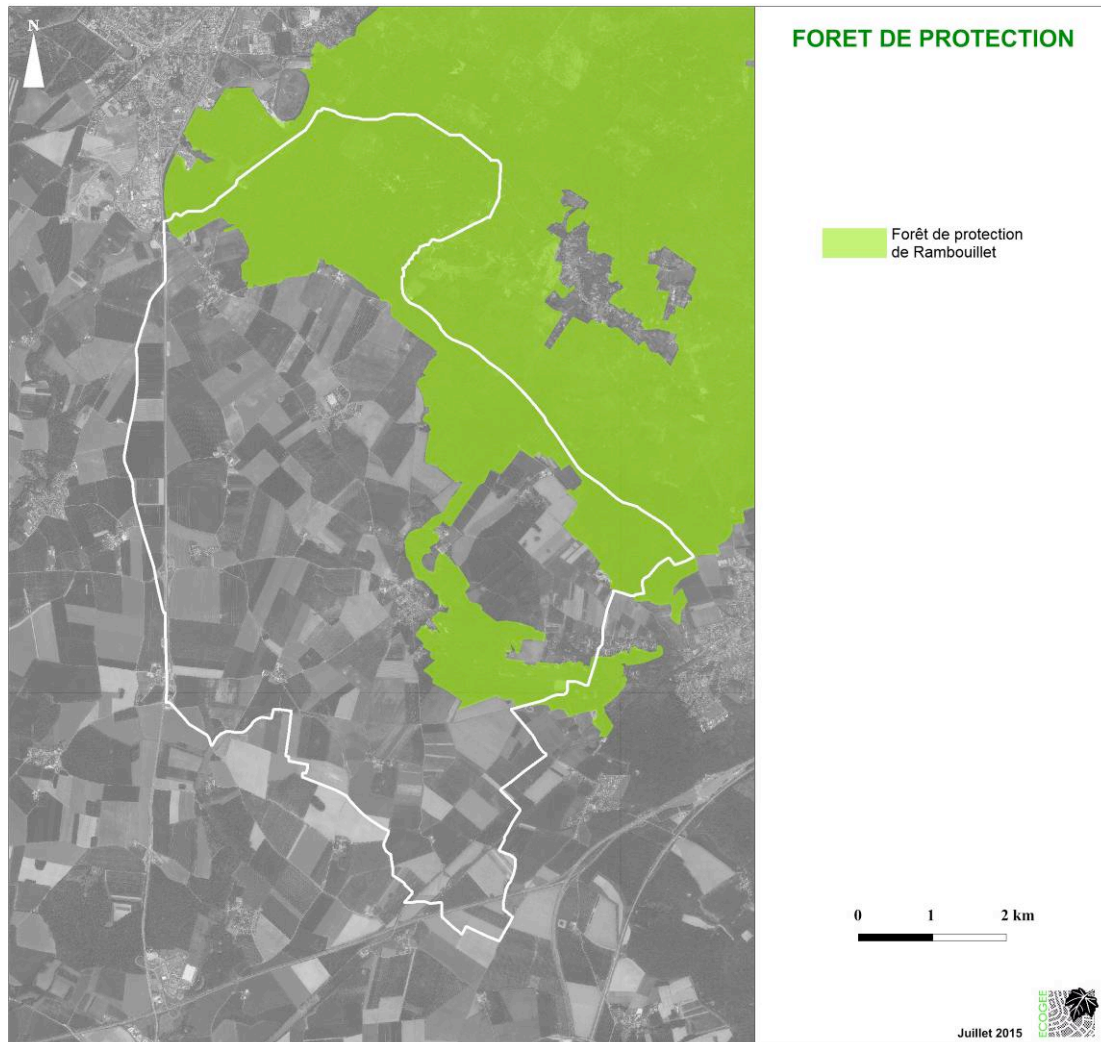 N
FORET DE PROTECTION
Forêt de protection
de Rambouillet
0 1 2 km
Juillet 2015
ECOGEE